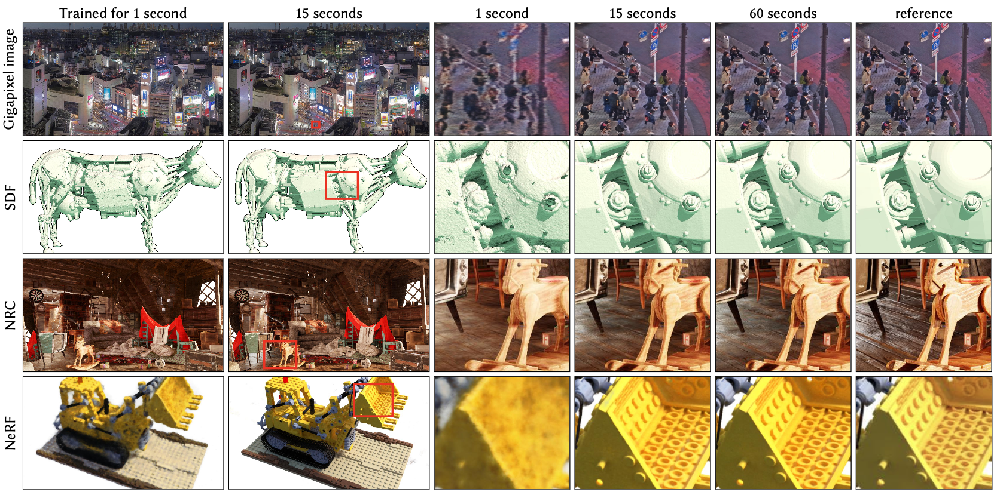 Trained for 1 second
15 seconds
1 second
15 seconds
60 seconds
reference
Gigapixel image
SDF
NRC
NeRF